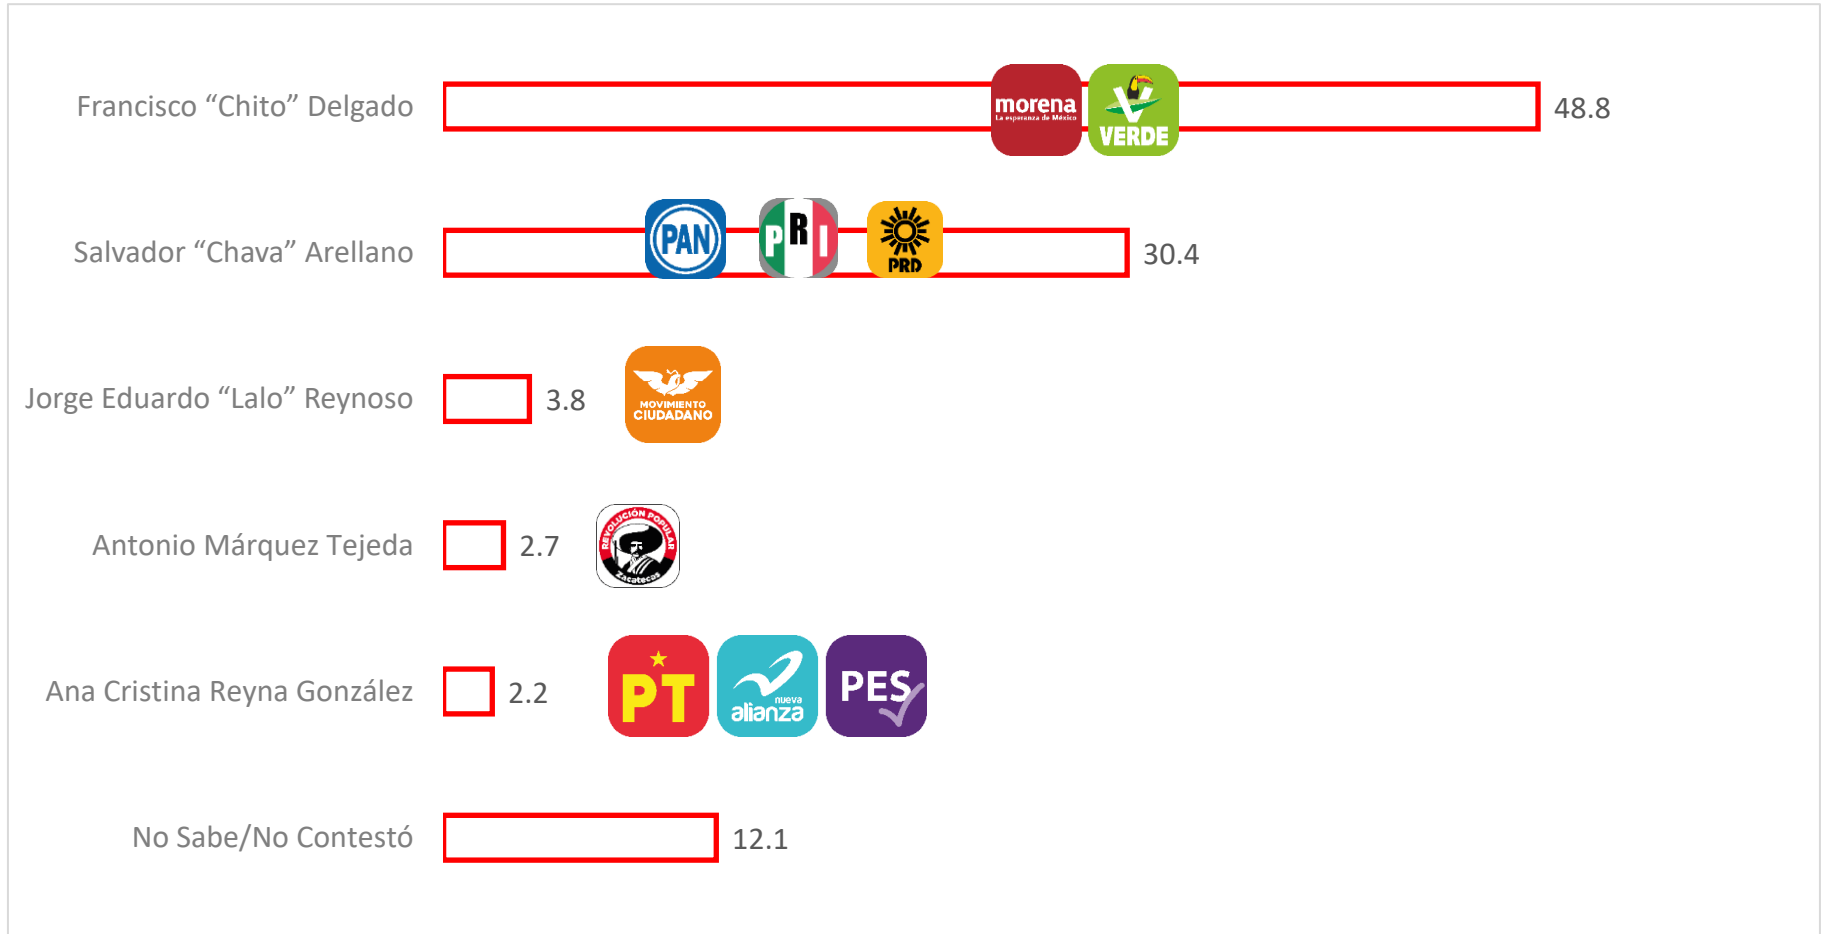 Francisco “Chito” Delgado
morena
La esperanza de México
VERDE
48.8
Salvador “Chava” Arellano
PAN
PRI
PRD
30.4
Jorge Eduardo “Lalo” Reynoso
3.8
MOVIMIENTO
CIUDADANO
Antonio Márquez Tejeda
2.7
REVOLUCIÓN POPULAR
Zacatecas
Ana Cristina Reyna González
2.2
PT
nueva
alianza
PES
No Sabe/No Contestó
12.1